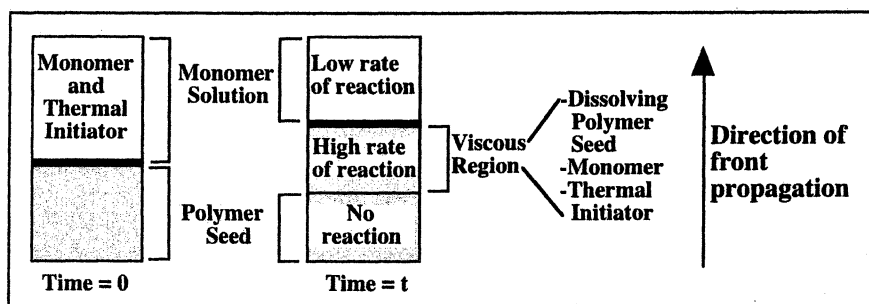 Monomer
and
Thermal
Initiator
Time = 0
Monomer
Solution
Polymer
Seed
Low rate
of reaction
High rate
of reaction
No
reaction
Time = t
Viscous
Region
-Dissolving
Polymer
Seed
-Monomer
-Thermal
Initiator
Direction of
front
propagation